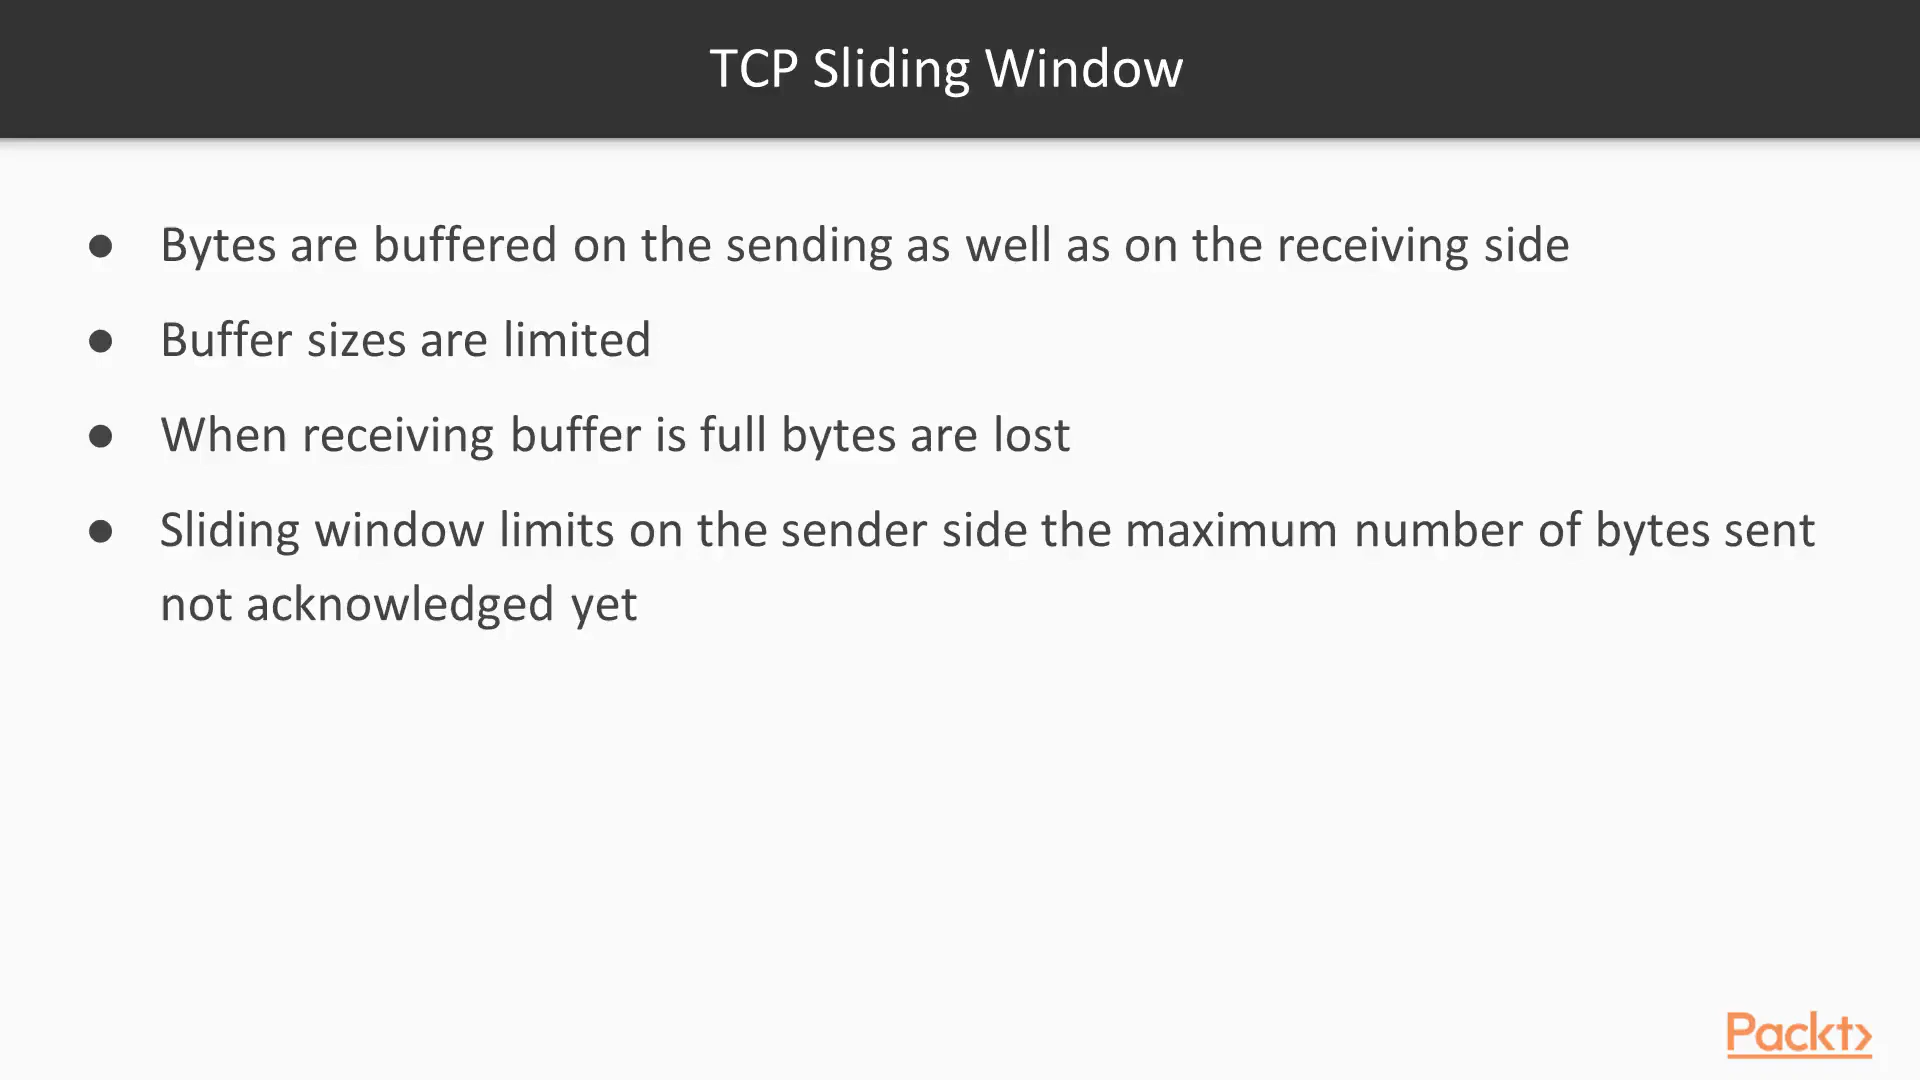 TCP Sliding Window
● Bytes are buffered on the sending as well as on the receiving side
● Buffer sizes are limited
● When receiving buffer is full bytes are lost
● Sliding window limits on the sender side the maximum number of bytes sent
not acknowledged yet
Packt>